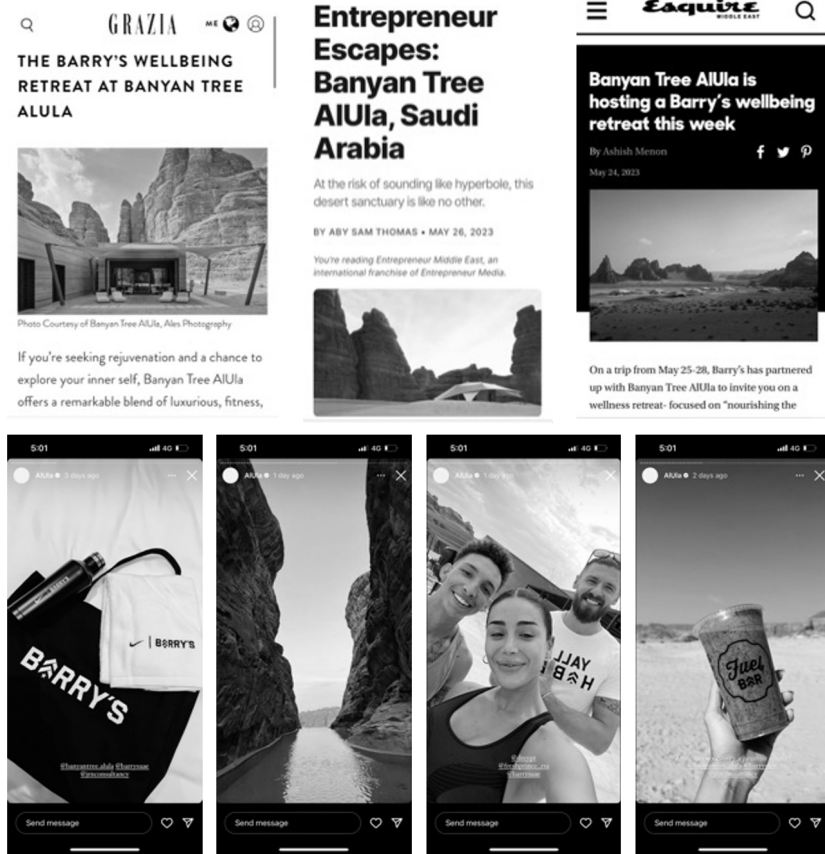 GRAZIA
ME
THE BARRY'S WELLBEING
RETREAT AT BANYAN TREE
ALULA
Photo Courtesy of Banyan Tree AlUla, Ales Photography
If you're seeking rejuvenation and a chance to
explore your inner self, Banyan Tree AlUla
offers a remarkable blend of luxurious, fitness,
Entrepreneur
Escapes:
Banyan Tree
AlUla, Saudi
Arabia
At the risk of sounding like hyperbole, this
desert sanctuary is like no other.
BY ABY SAM THOMAS • MAY 26, 2023
You're reading Entrepreneur Middle East, an
international franchise of Entrepreneur Media.
Esquire
MIDDLE EAST
Banyan Tree AlUla is
hosting a Barry's wellbeing
retreat this week
By Ashish Menon
May 24, 2023
On a trip from May 25-28, Barry's has partnered
up with Banyan Tree AlUla to invite you on a
wellness retreat- focused on "nourishing the
5:01
4G
AlUla 3 days ago
BARRY'S
BARRY'S
@banyantree.alula @barrysuae
Send message
5:01
4G
AlUla 1 day ago
Send message
5:01
4G
AlUla 1 day ago
YALL
@barrysuae
Send message
5:01
4G
AlUla 2 days ago
Fuel
BAR
Send message